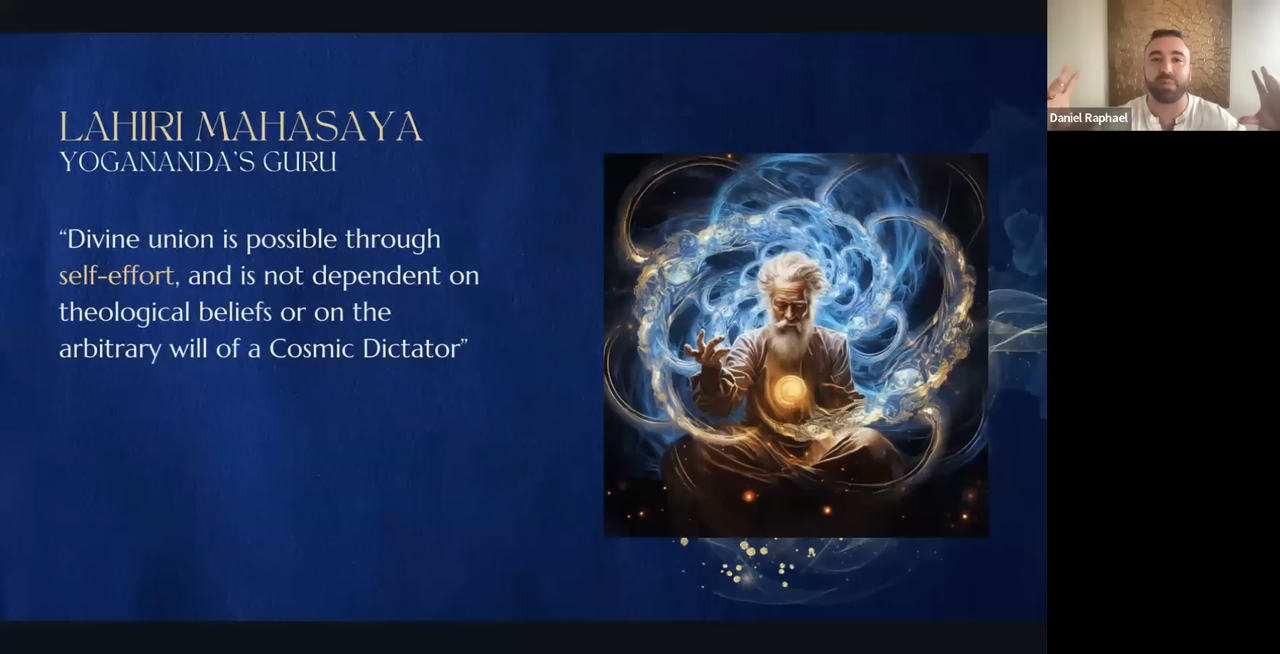 LAHIRI MAHASAYA
YOGANANDA'S GURU
“Divine union is possible through
self-effort, and is not dependent on
theological beliefs or on the
arbitrary will of a Cosmic Dictator”
Daniel Raphael